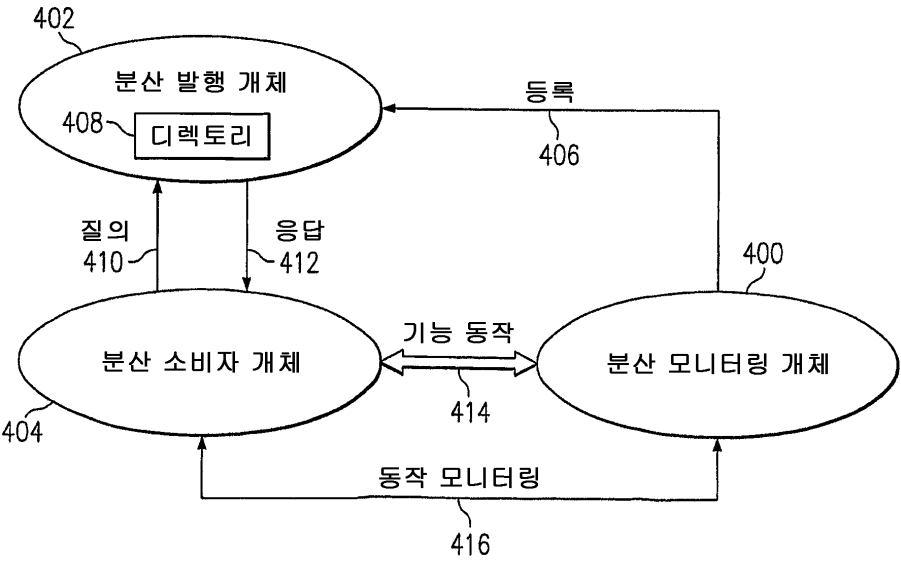 402
분산 발행 개체
408
디렉토리
등록
406
질의
410
응답
412
400
분산 소비자 개체
기능 동작
분산 모니터링 개체
414
404
동작 모니터링
416